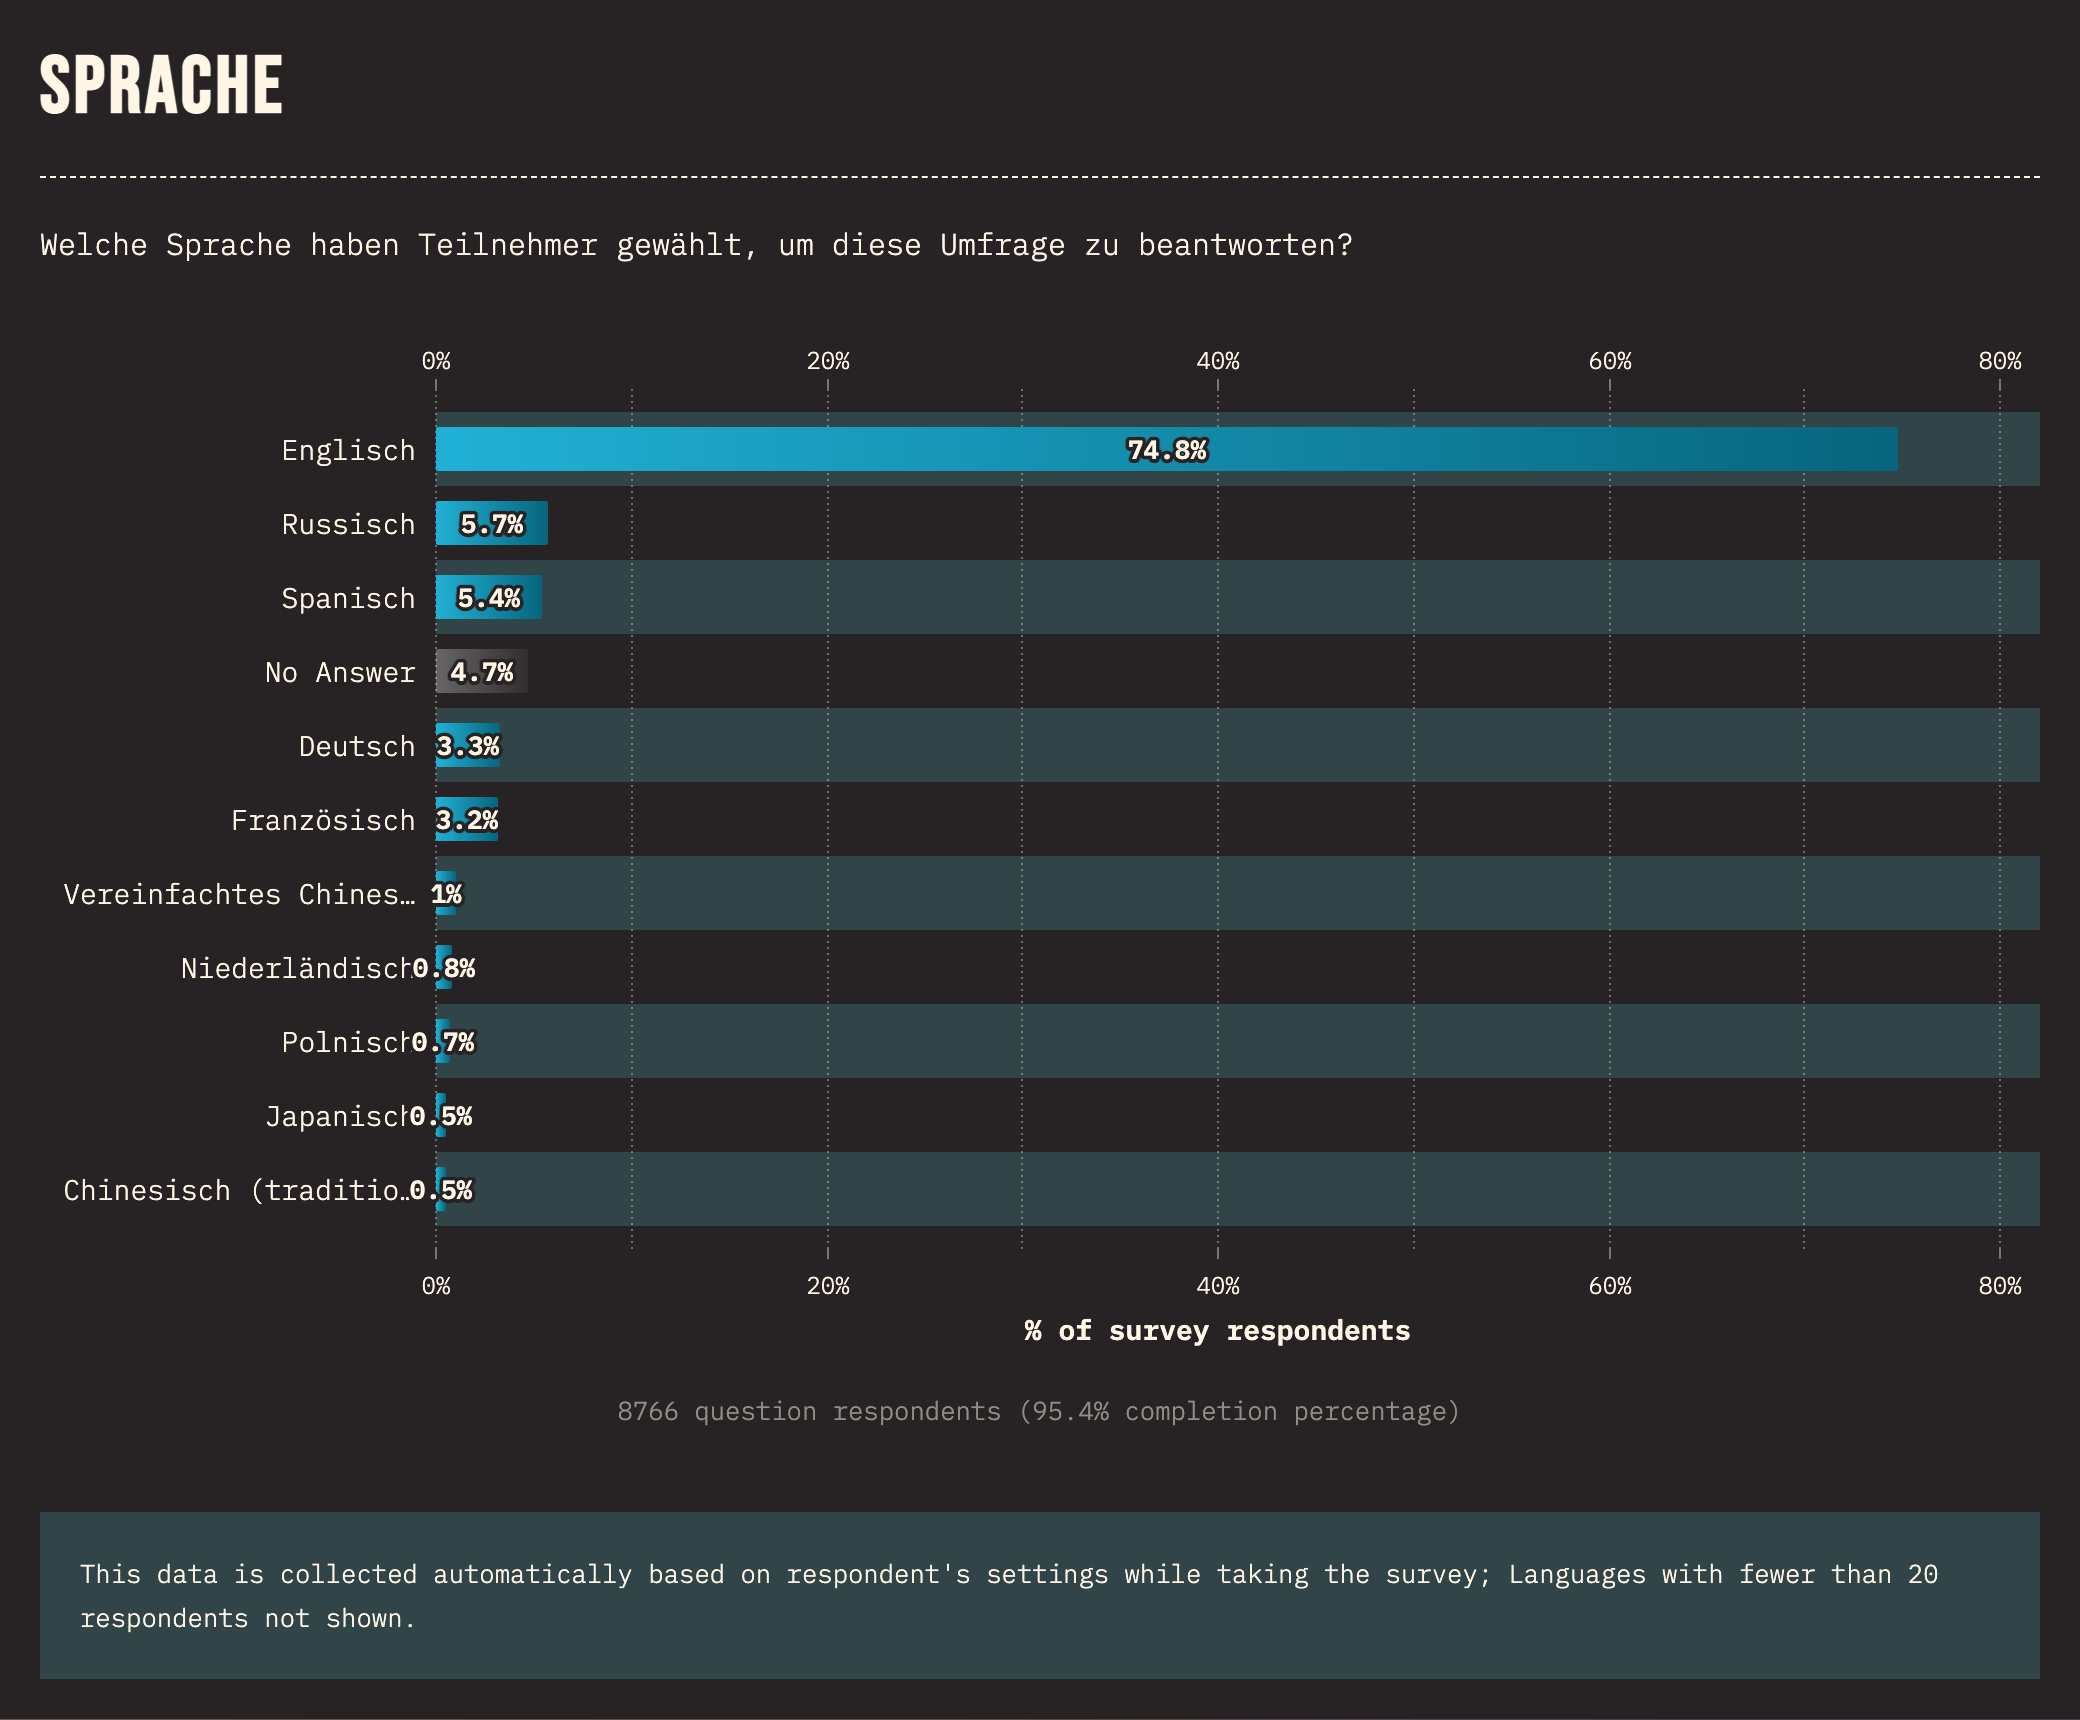 SPRACHE
Welche Sprache haben Teilnehmer gewählt, um diese Umfrage zu beantworten?
0% 20% 40% 60% 80%
Englisch 74.8%
Russisch 5.7%
Spanisch 5.4%
No Answer 4.7%
Deutsch 3.3%
Französisch 3.2%
Vereinfachtes Chines… 1%
Niederländisch 0.8%
Polnisch 0.7%
Japanisch 0.5%
Chinesisch (traditio… 0.5%
0% 20% 40% 60% 80%
% of survey respondents
8766 question respondents (95.4% completion percentage)
This data is collected automatically based on respondent's settings while taking the survey; Languages with fewer than 20
respondents not shown.